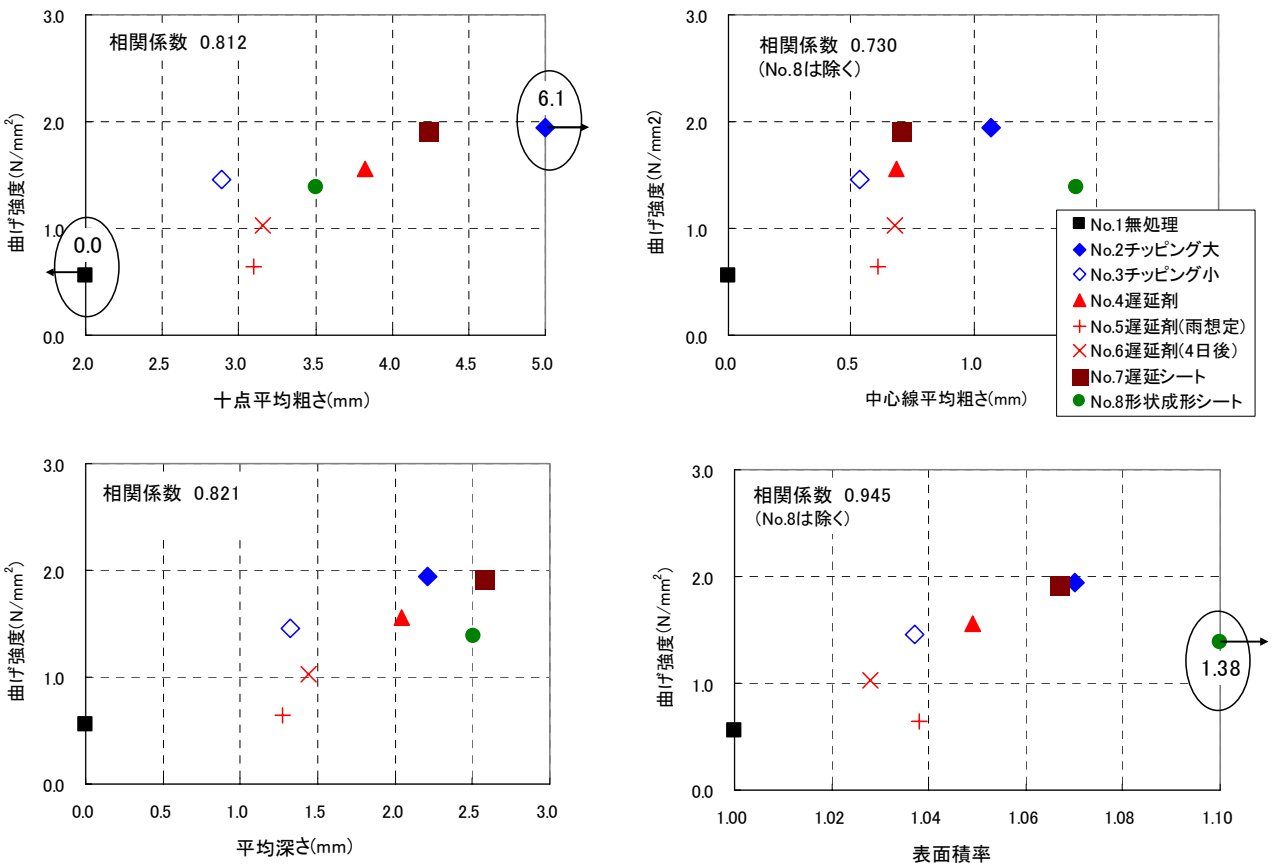 相関係数 0.812
3.0
2.0
1.0
0.0
曲げ強度(N/mm²)
0.0
6.1
2.0
2.5
3.0
3.5
4.0
4.5
5.0
十点平均粗さ(mm)
相関係数 0.730
(No.8は除く)
3.0
2.0
1.0
0.0
曲げ強度(N/mm2)
0.0
0.5
1.0
中心線平均粗さ(mm)
No.1無処理
No.2チッピング大
No.3チッピング小
No.4遅延剤
No.5遅延剤(雨想定)
No.6遅延剤(4日後)
No.7遅延シート
No.8形状成形シート
相関係数 0.821
3.0
2.0
1.0
0.0
曲げ強度(N/mm²)
0.0
0.5
1.0
1.5
2.0
2.5
3.0
平均深さ(mm)
相関係数 0.945
(No.8は除く)
3.0
2.0
1.0
0.0
曲げ強度(N/mm²)
1.38
1.00
1.02
1.04
1.06
1.08
1.10
表面積率